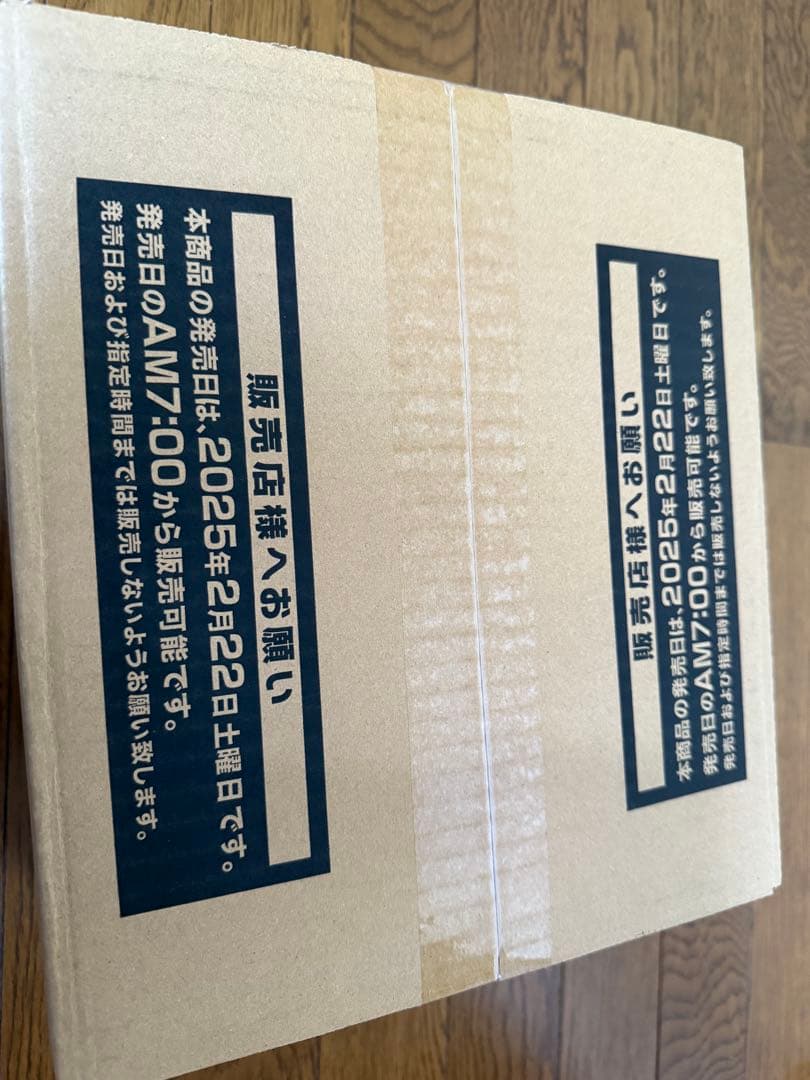 販売店様へお願い
本商品の発売日は、2025年2月22日土曜日です。
発売日のAM7:00から販売可能です。
発売日および指定時間までは販売しないようお願い致します。
販売店様へお願い
本商品の発売日は、2025年2月22日土曜日です。
発売日のAM7:00から販売可能です。
発売日および指定時間までは販売しないようお願い致します。